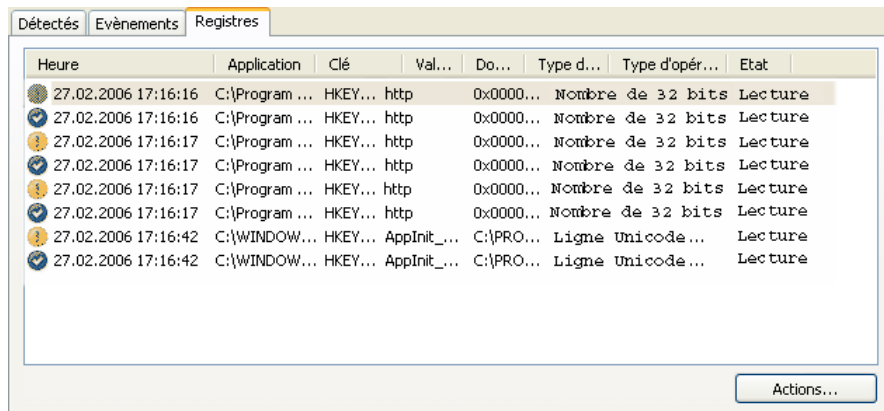 Détectés Evènements Registres
Heure Application Clé Val... Do... Type d... Type d'opér... Etat
27.02.2006 17:16:16 C:\Program ... HKEY... http 0x0000... Nombre de 32 bits Lecture
27.02.2006 17:16:16 C:\Program ... HKEY... http 0x0000... Nombre de 32 bits Lecture
27.02.2006 17:16:17 C:\Program ... HKEY... http 0x0000... Nombre de 32 bits Lecture
27.02.2006 17:16:17 C:\Program ... HKEY... http 0x0000... Nombre de 32 bits Lecture
27.02.2006 17:16:17 C:\Program ... HKEY... http 0x0000... Nombre de 32 bits Lecture
27.02.2006 17:16:17 C:\Program ... HKEY... http 0x0000... Nombre de 32 bits Lecture
27.02.2006 17:16:42 C:\WINDOW... HKEY... AppInit_... C:\PRO... Ligne Unicode... Lecture
27.02.2006 17:16:42 C:\WINDOW... HKEY... AppInit_... C:\PRO... Ligne Unicode... Lecture
Actions...